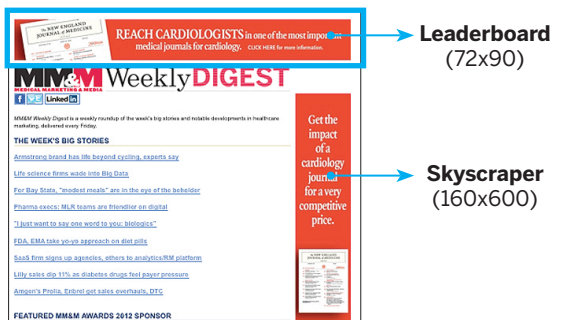 The NEW ENGLAND
JOURNAL of MEDICINE
REACH CARDIOLOGISTS in one of the most important
medical journals for cardiology. CLICK HERE for more information.
Leaderboard
(72x90)
MM&M Weekly DIGEST
MEDICAL MARKETING & MEDIA
Linked in
MM&M Weekly Digest is a weekly roundup of the week's big stories and notable developments in healthcare
marketing, delivered every Friday.
THE WEEK'S BIG STORIES
Armstrong brand has life beyond cycling, experts say
Life science firms wade into Big Data
For Bay State, "modest meals" are in the eye of the beholder
Pharma execs: MLR teams are friendlier on digital
"I just want to say one word to you: biologics"
FDA, EMA take yo-yo approach on diet pills
SaaS firm signs up agencies, others to analytics/RM platform
Lilly sales dip 11% as diabetes drugs feel payer pressure
Amgen's Prolia, Enbrel get sales overhauls, DTC
FEATURED MM&M AWARDS 2012 SPONSOR
Get the
impact
of a
cardiology
journal
for a very
competitive
price.
Skyscraper
(160x600)